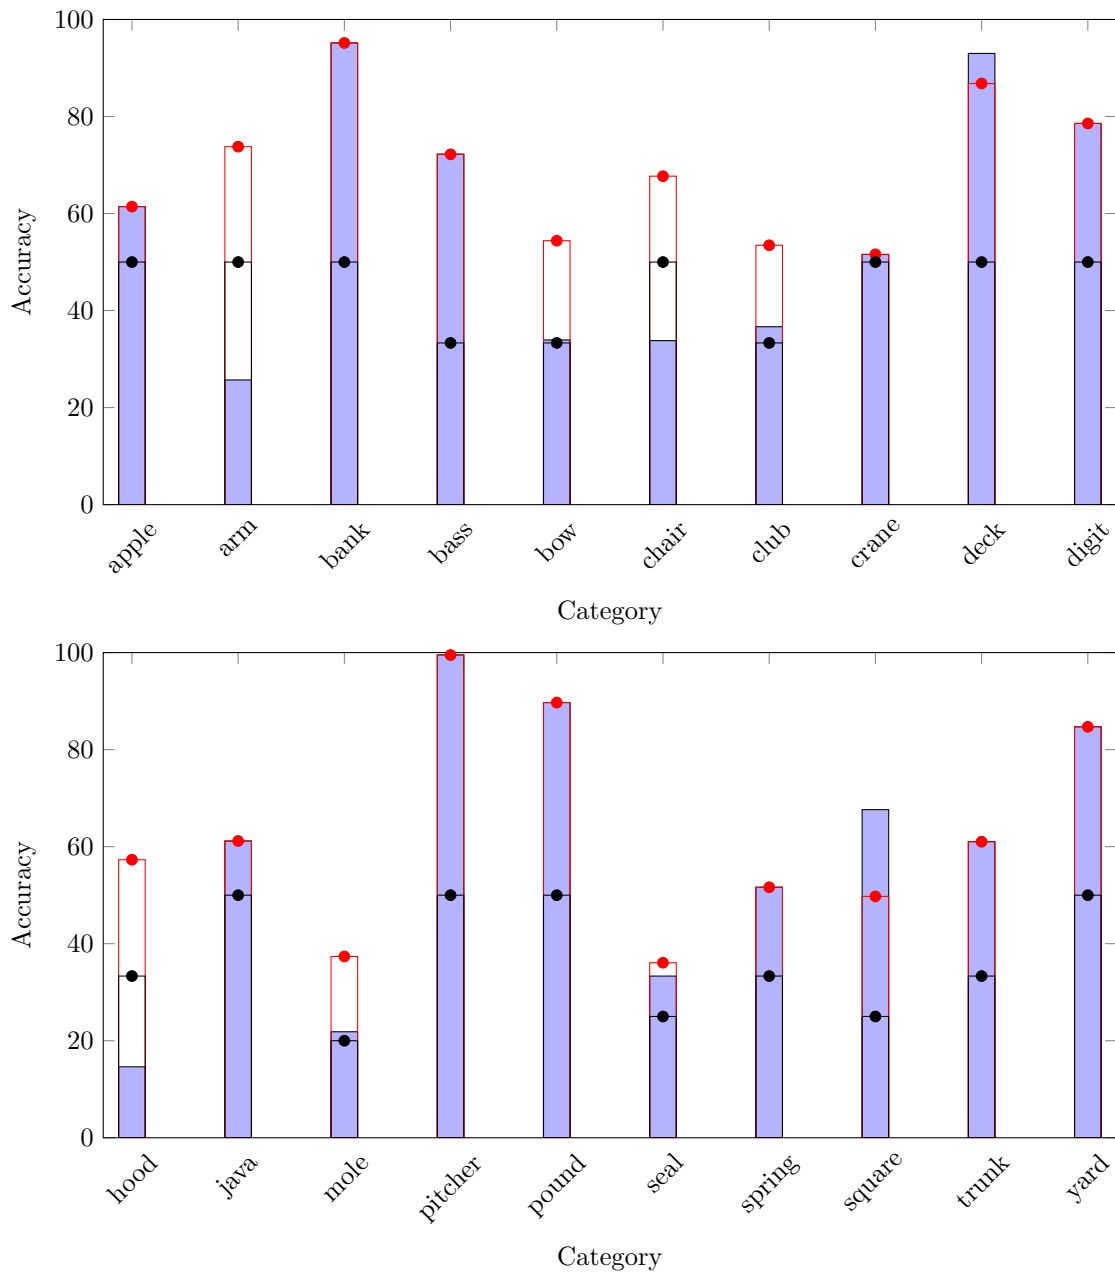 100
80
60
40
20
0
Accuracy
apple arm bank bass bow chair club crane deck digit
Category
100
80
60
40
20
0
Accuracy
hood java mole pitcher pound seal spring square trunk yard
Category